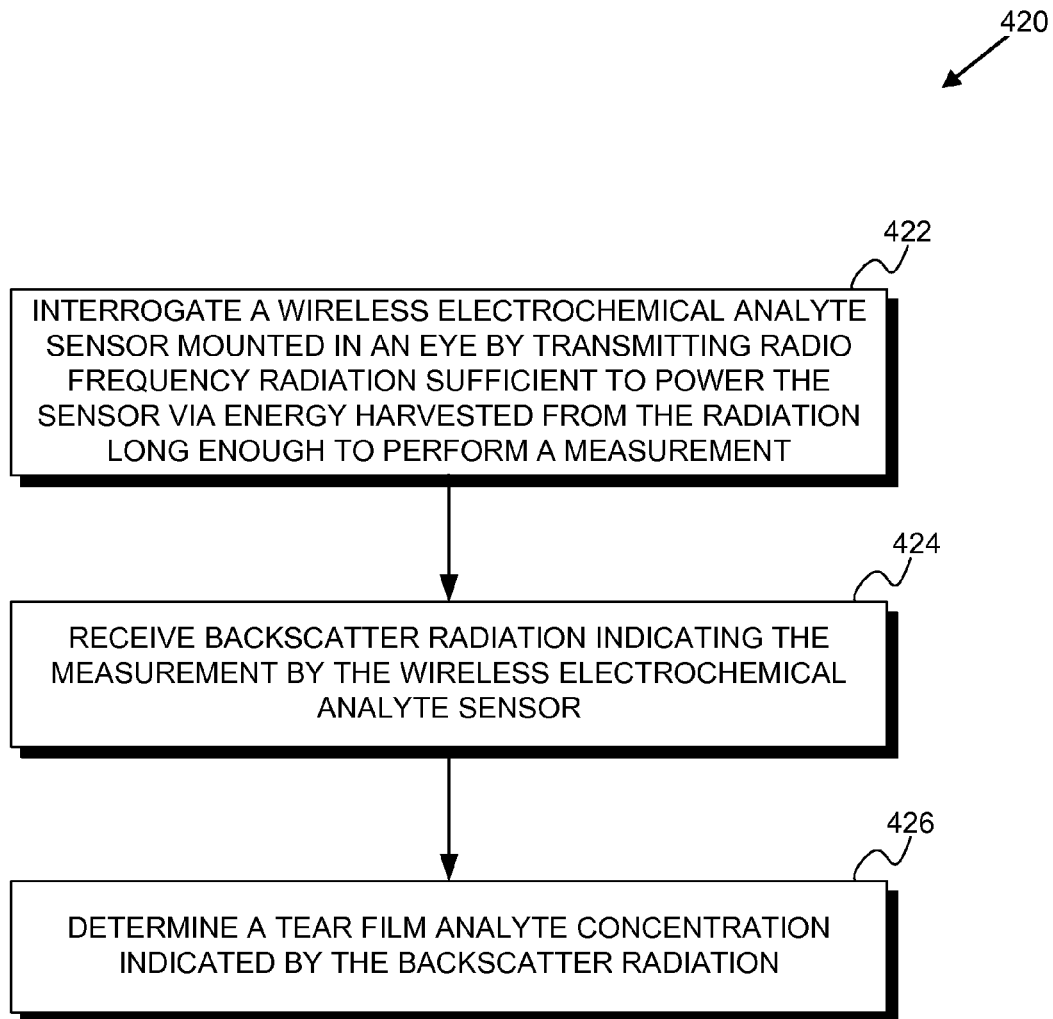 420
422
INTERROGATE A WIRELESS ELECTROCHEMICAL ANALYTE
SENSOR MOUNTED IN AN EYE BY TRANSMITTING RADIO
FREQUENCY RADIATION SUFFICIENT TO POWER THE
SENSOR VIA ENERGY HARVESTED FROM THE RADIATION
LONG ENOUGH TO PERFORM A MEASUREMENT
424
RECEIVE BACKSCATTER RADIATION INDICATING THE
MEASUREMENT BY THE WIRELESS ELECTROCHEMICAL
ANALYTE SENSOR
426
DETERMINE A TEAR FILM ANALYTE CONCENTRATION
INDICATED BY THE BACKSCATTER RADIATION